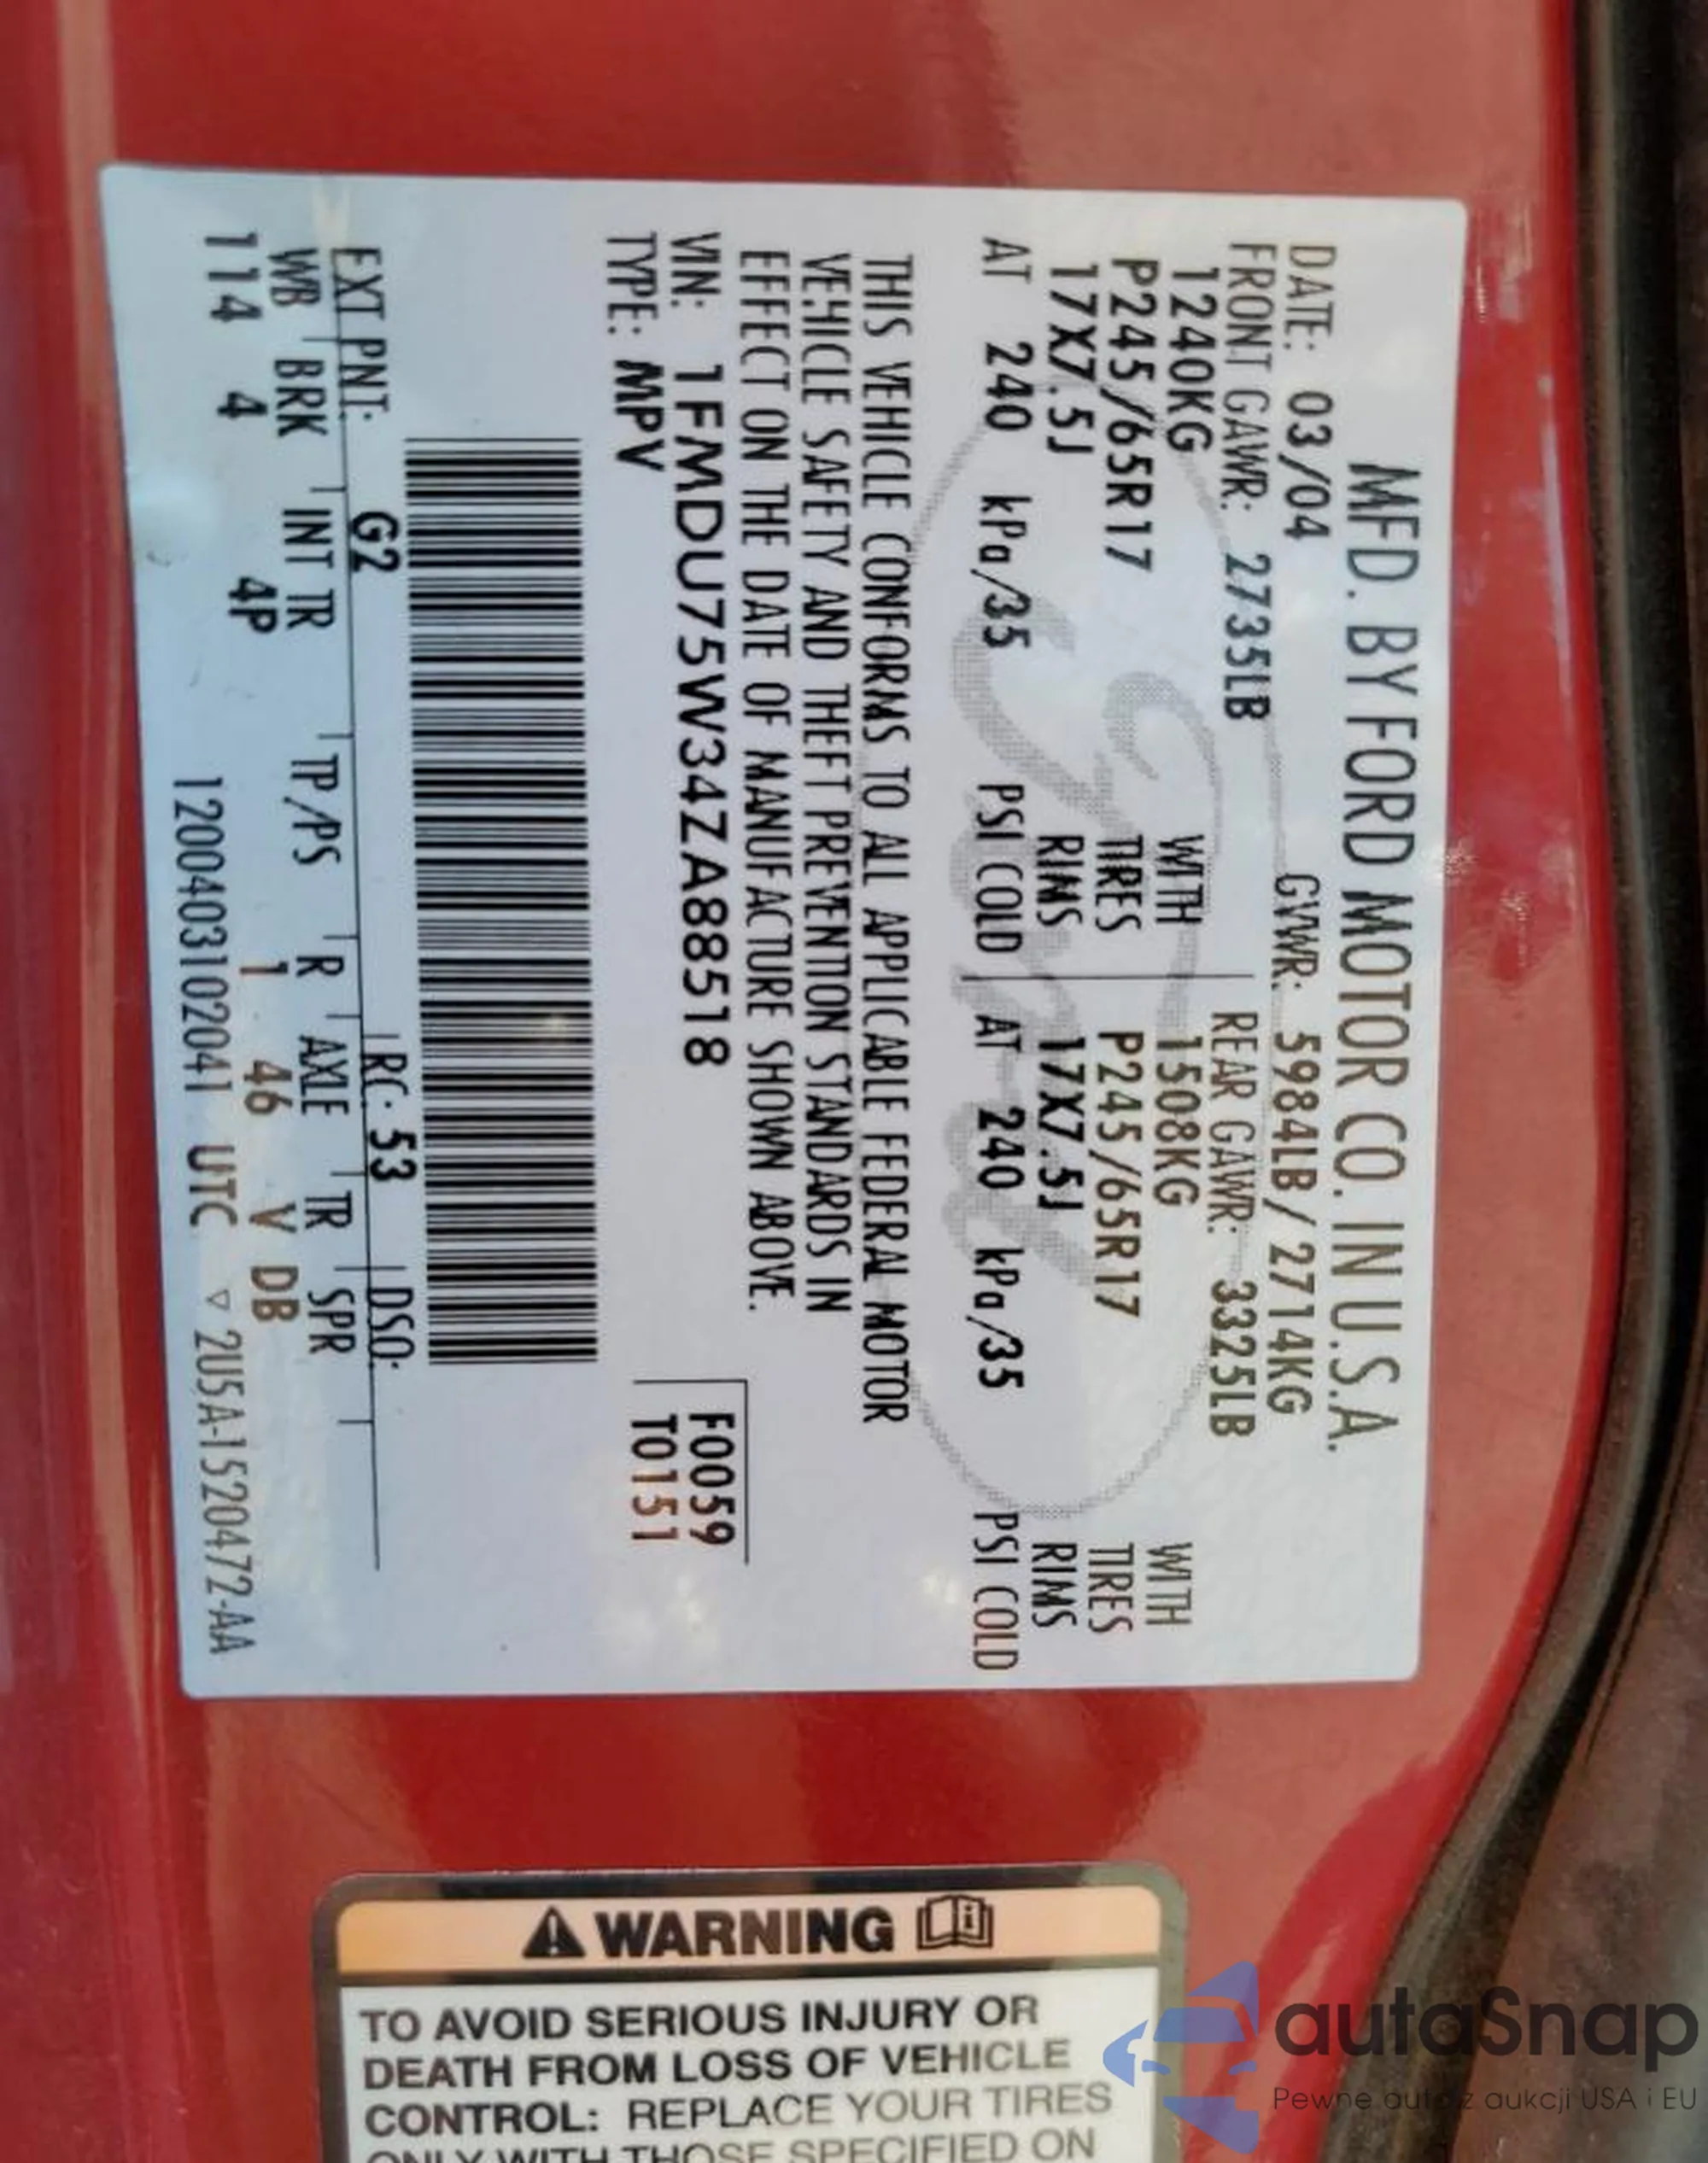 MFD. BY FORD MOTOR CO. IN U.S.A.
DATE: 03/04 GVWR: 5984LB/2714KG
FRONT GAWR: 2735LB REAR GAWR: 3325LB
1240KG WITH 1508KG WITH
P245/65R17 TIRES P245/65R17 TIRES
17X7.5J RIMS 17X7.5J RIMS
AT 240 kPa/35 PSI COLD AT 240 kPa/35 PSI COLD
THIS VEHICLE CONFORMS TO ALL APPLICABLE FEDERAL MOTOR
VEHICLE SAFETY AND THEFT PREVENTION STANDARDS IN
EFFECT ON THE DATE OF MANUFACTURE SHOWN ABOVE.
VIN: 1FMDU75W34ZA88518 F0059
TYPE: MPV T0151
EXT PNT: G2 RC: 53 DSO:
WB BRK INT TR TP/PS R AXLE TR SPR
114 4 4P 1 46 V DB
1200403102041 UTC ▽ 2U5A-1520472-AA
WARNING
TO AVOID SERIOUS INJURY OR
DEATH FROM LOSS OF VEHICLE
CONTROL: REPLACE YOUR TIRES
ONLY WITH THOSE SPECIFIED ON
autaSnap
Pewne auto z aukcji USA i EU